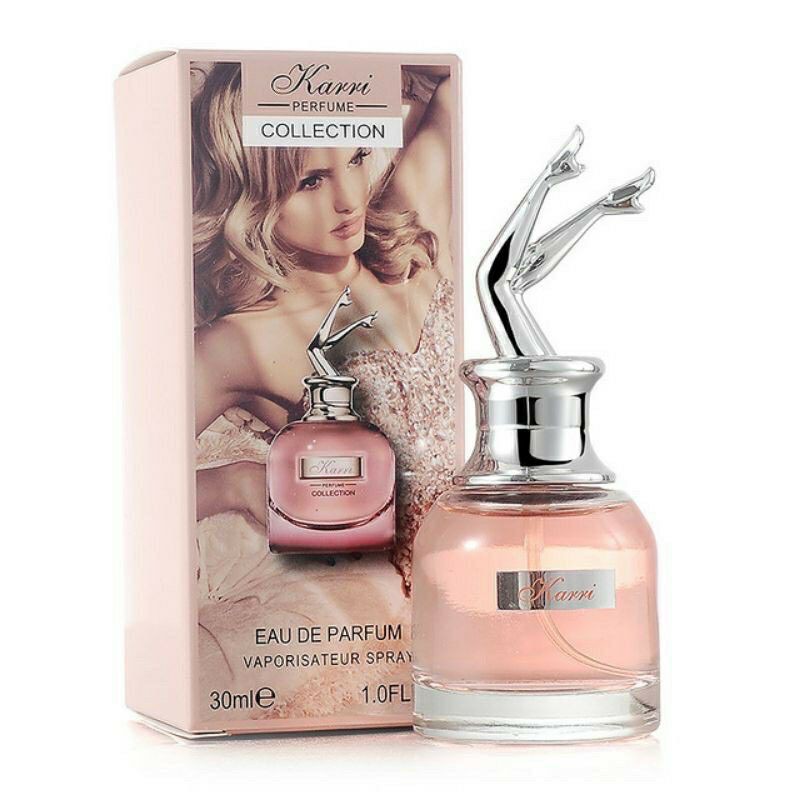 Karri
PERFUME
COLLECTION
Karri
PERFUME
COLLECTION
EAU DE PARFUM
VAPORISATEUR SPRAY
30ml℮ 1.0FL
Karri